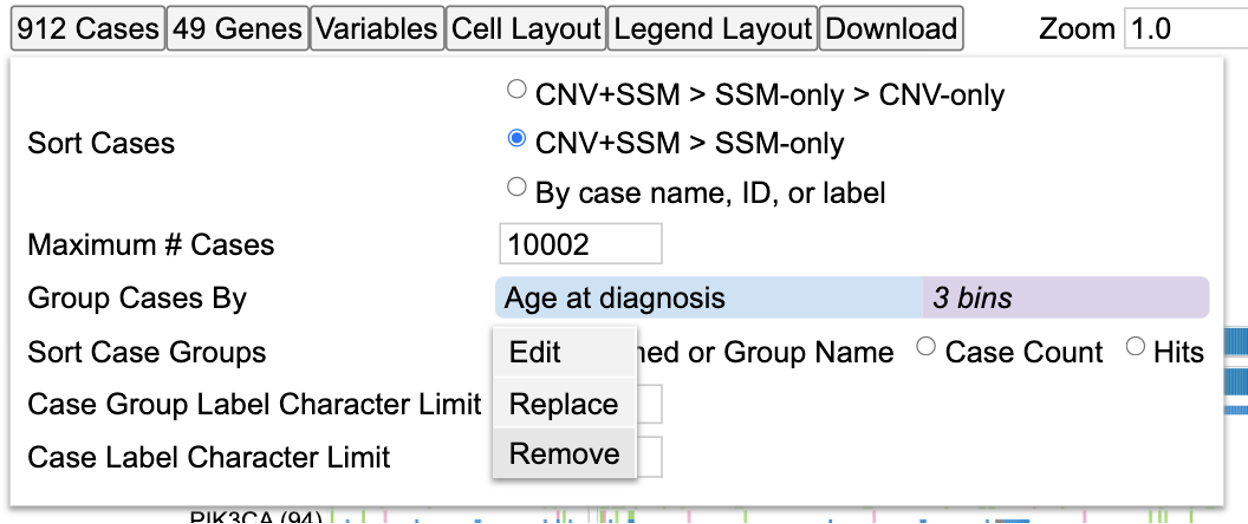 912 Cases 49 Genes Variables Cell Layout Legend Layout Download Zoom 1.0
CNV+SSM > SSM-only > CNV-only
Sort Cases CNV+SSM > SSM-only
By case name, ID, or label
Maximum # Cases 10002
Group Cases By Age at diagnosis 3 bins
Sort Case Groups Edit ned or Group Name Case Count Hits
Case Group Label Character Limit Replace
Case Label Character Limit Remove
PIK3CA (94)